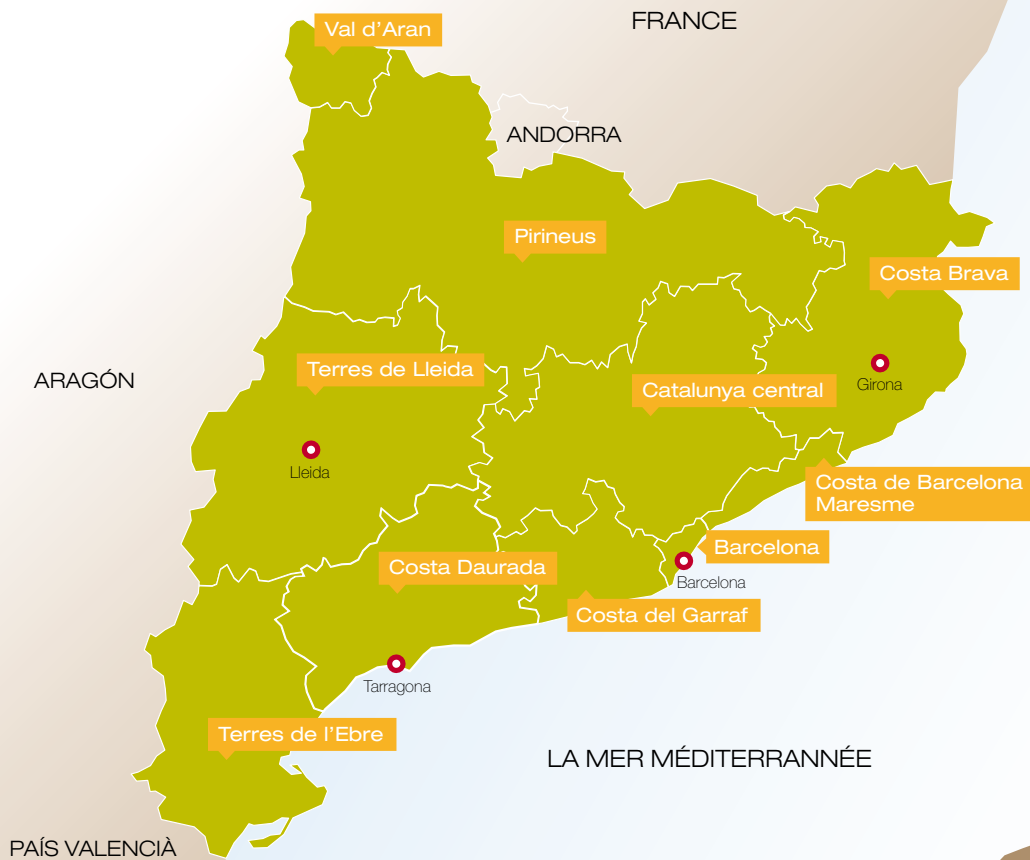 Val d'Aran
FRANCE
ANDORRA
Pirineus
Costa Brava
ARAGÓN
Terres de Lleida
Catalunya central
Girona
Lleida
Costa de Barcelona
Maresme
Barcelona
Costa Daurada
Barcelona
Costa del Garraf
Tarragona
Terres de l'Ebre
LA MER MÉDITERRANNÉE
PAÍS VALENCIÀ